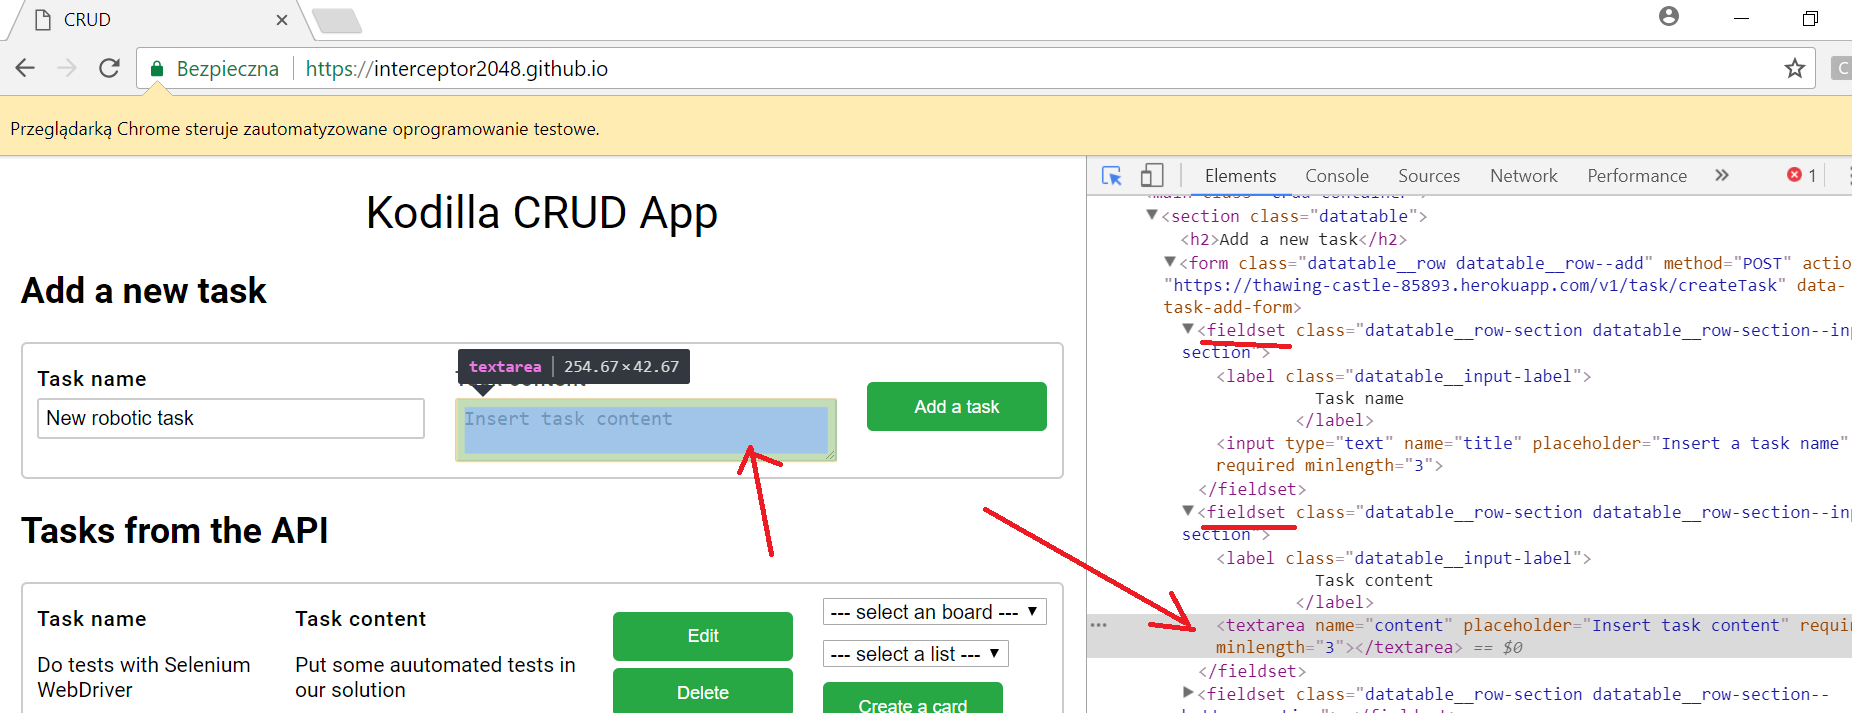 CRUD
Bezpieczna
https://interceptor2048.github.io
C
Przeglądarką Chrome steruje zautomatyzowane oprogramowanie testowe.
Kodilla CRUD App
Add a new task
Task name
New robotic task
textarea 254.67×42.67
Insert task content
Add a task
Tasks from the API
Task name
Do tests with Selenium
WebDriver
Task content
Put some auutomated tests in
our solution
Edit
Delete
--- select an board ---
--- select a list ---
Create a card
Elements Console Sources Network Performance » 1
<section class="datatable">
<h2>Add a new task</h2>
<form class="datatable__row datatable__row--add" method="POST" actio
"https://thawing-castle-85893.herokuapp.com/v1/task/createTask" data-
task-add-form>
<fieldset class="datatable__row-section datatable__row-section--inp
section">
<label class="datatable__input-label">
Task name
</label>
<input type="text" name="title" placeholder="Insert a task name"
required minlength="3">
</fieldset>
<fieldset class="datatable__row-section datatable__row-section--inp
section">
<label class="datatable__input-label">
Task content
</label>
<textarea name="content" placeholder="Insert task content" requi
minlength="3"></textarea> == $0
</fieldset>
<fieldset class="datatable__row-section datatable__row-section--